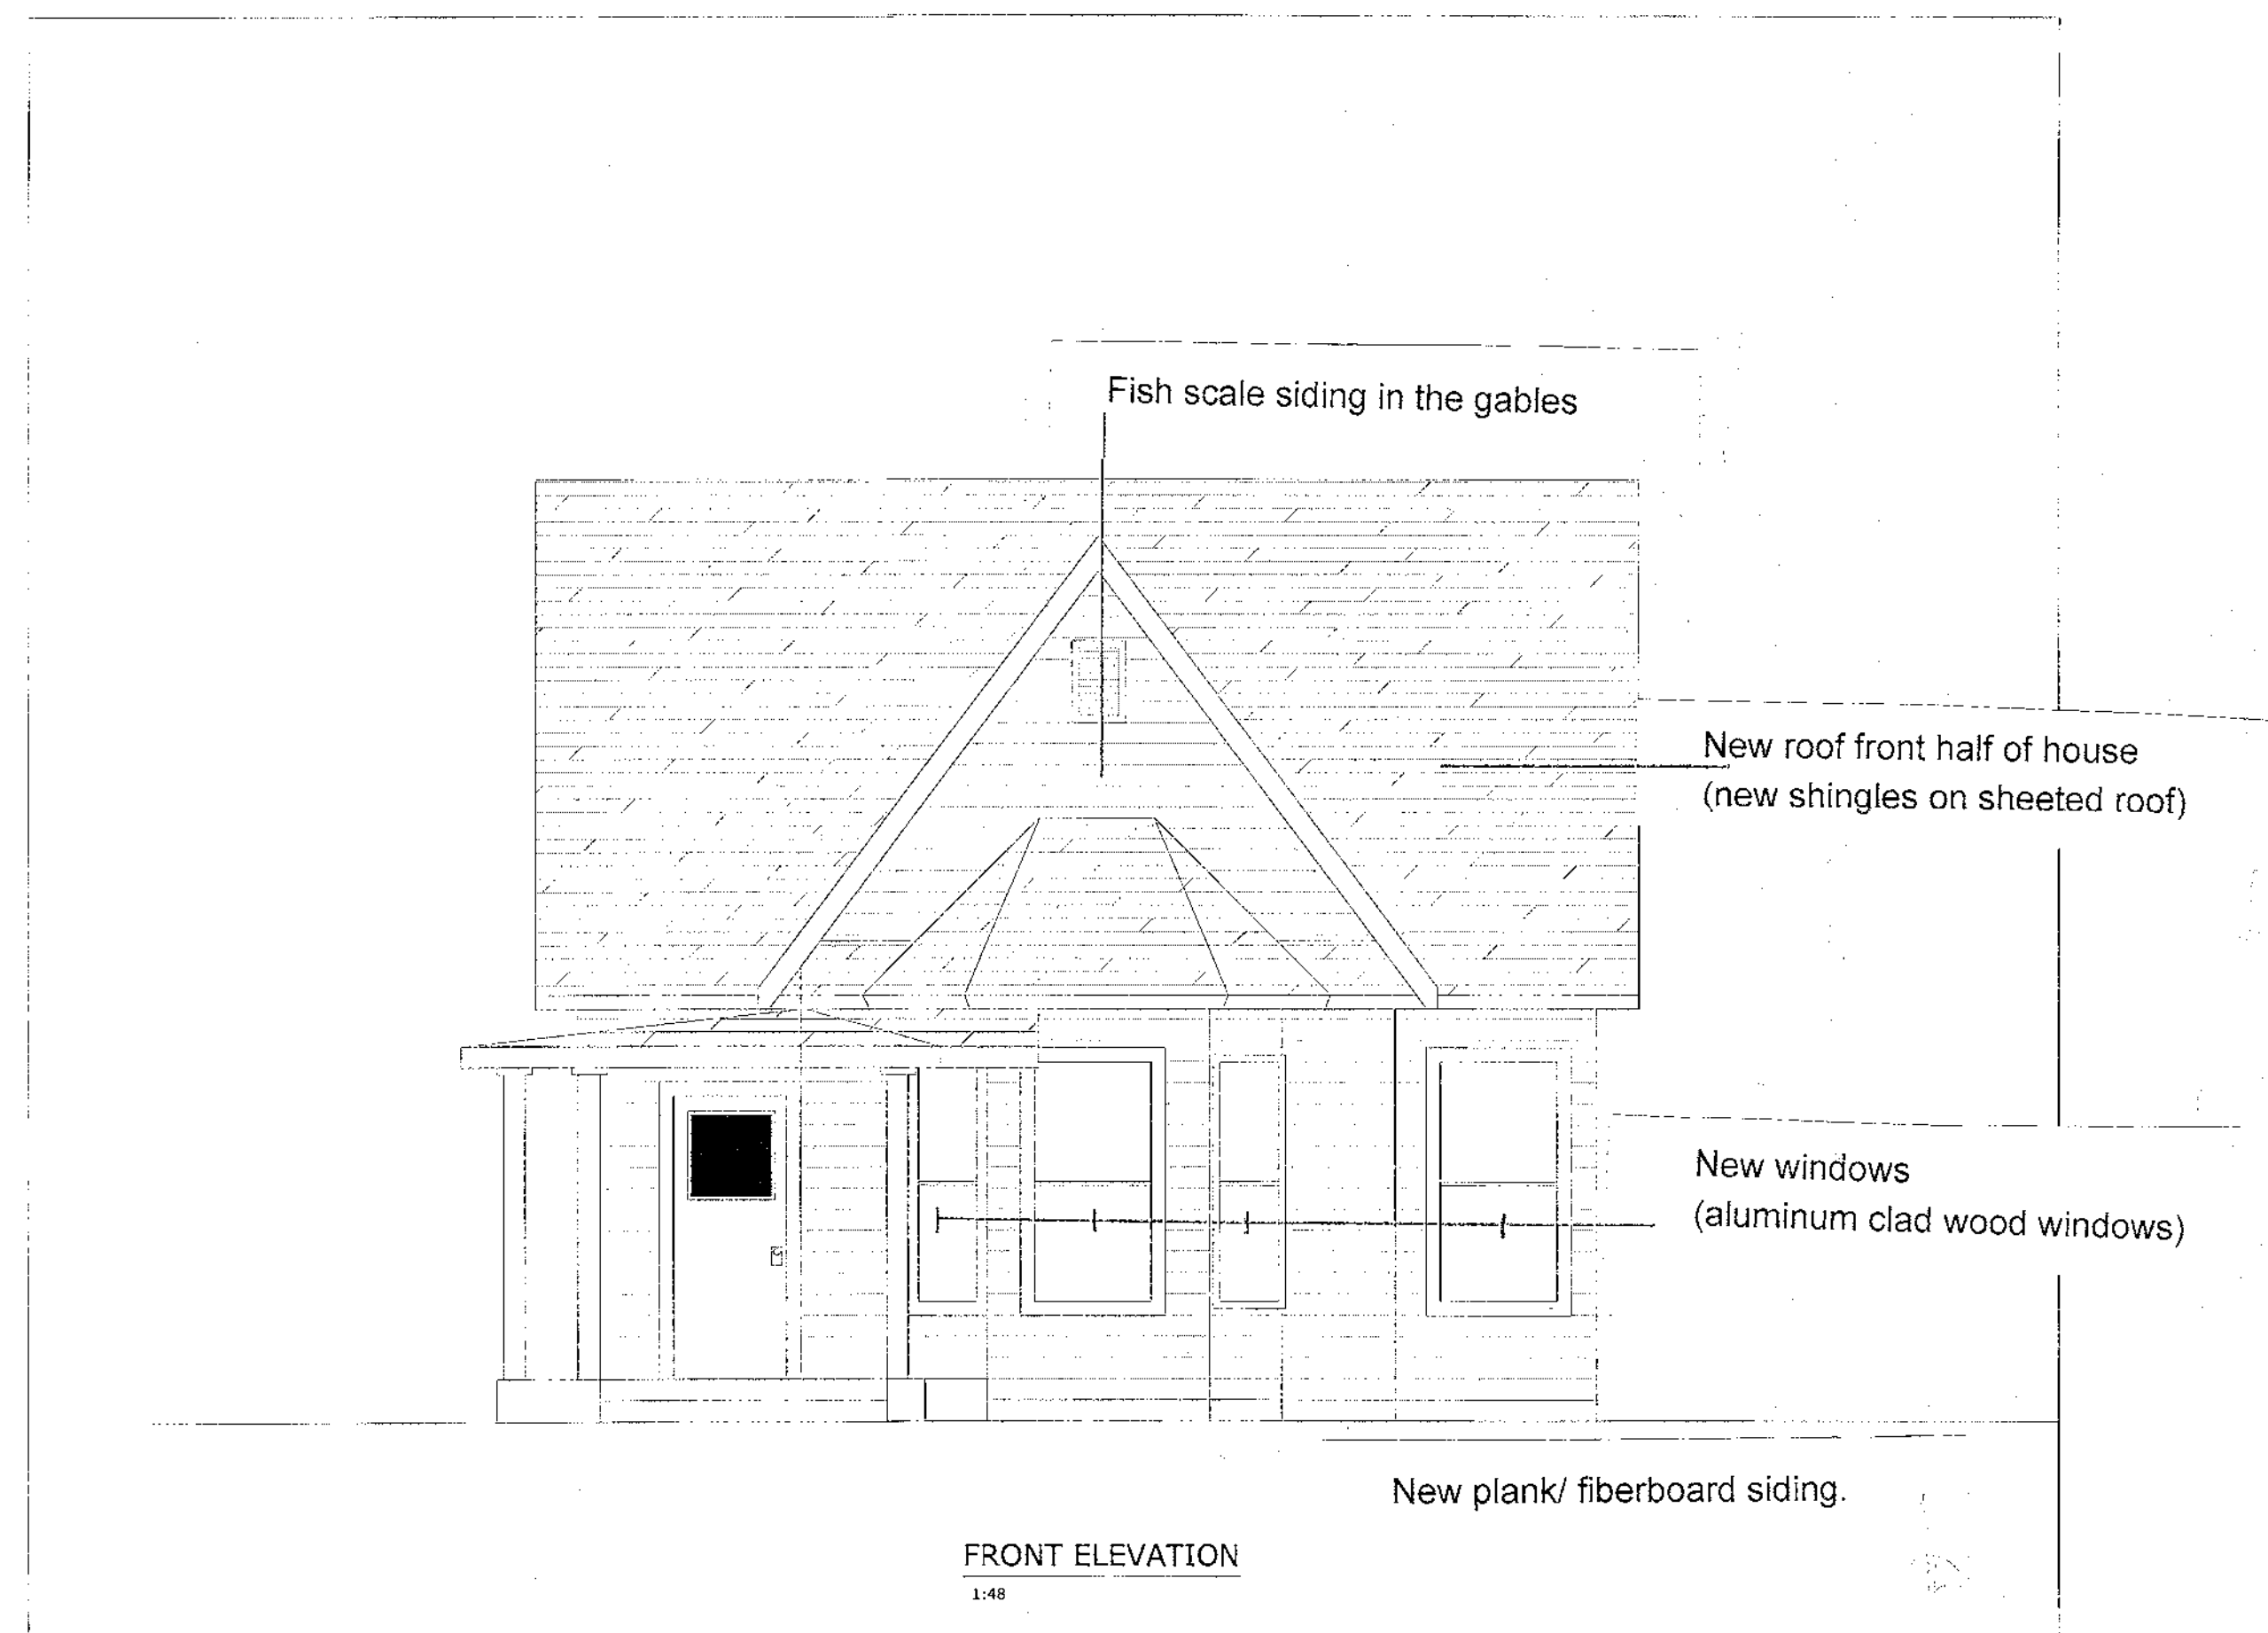 Fish scale siding in the gables
New roof front half of house
(new shingles on sheeted roof)
New windows
(aluminum clad wood windows)
New plank/ fiberboard siding.
FRONT ELEVATION
1:48